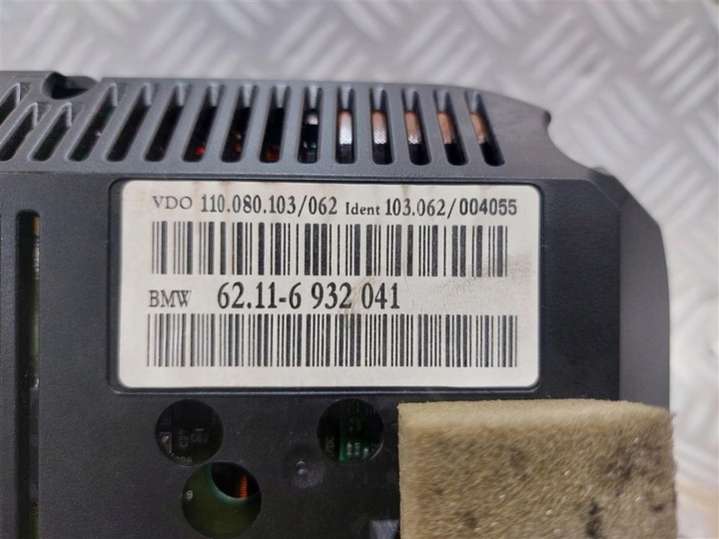 VDO 110.080.103/062 Ident 103.062/004055
BMW 62.11-6 932 041